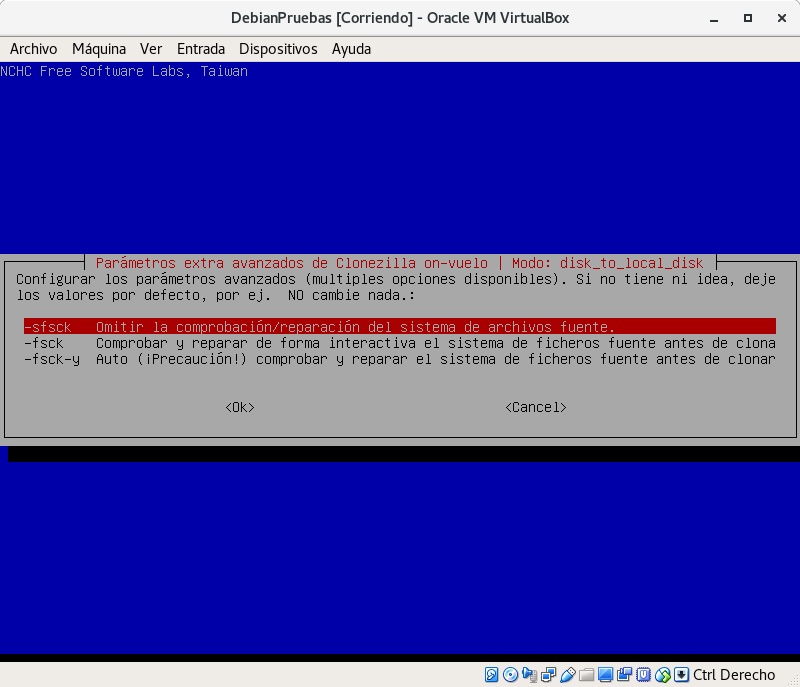 DebianPruebas [Corriendo] - Oracle VM VirtualBox
Archivo Máquina Ver Entrada Dispositivos Ayuda
NCHC Free Software Labs, Taiwan
Parámetros extra avanzados de Clonezilla on-vuelo | Modo: disk_to_local_disk
Configurar los parámetros avanzados (multiples opciones disponibles). Si no tiene ni idea, deje
los valores por defecto, por ej.  NO cambie nada.:
-sfsck  Omitir la comprobación/reparación del sistema de archivos fuente.
-fsck   Comprobar y reparar de forma interactiva el sistema de ficheros fuente antes de clona
-fsck-y  Auto (¡Precaución!) comprobar y reparar el sistema de ficheros fuente antes de clonar
<Ok> <Cancel>
Ctrl Derecho